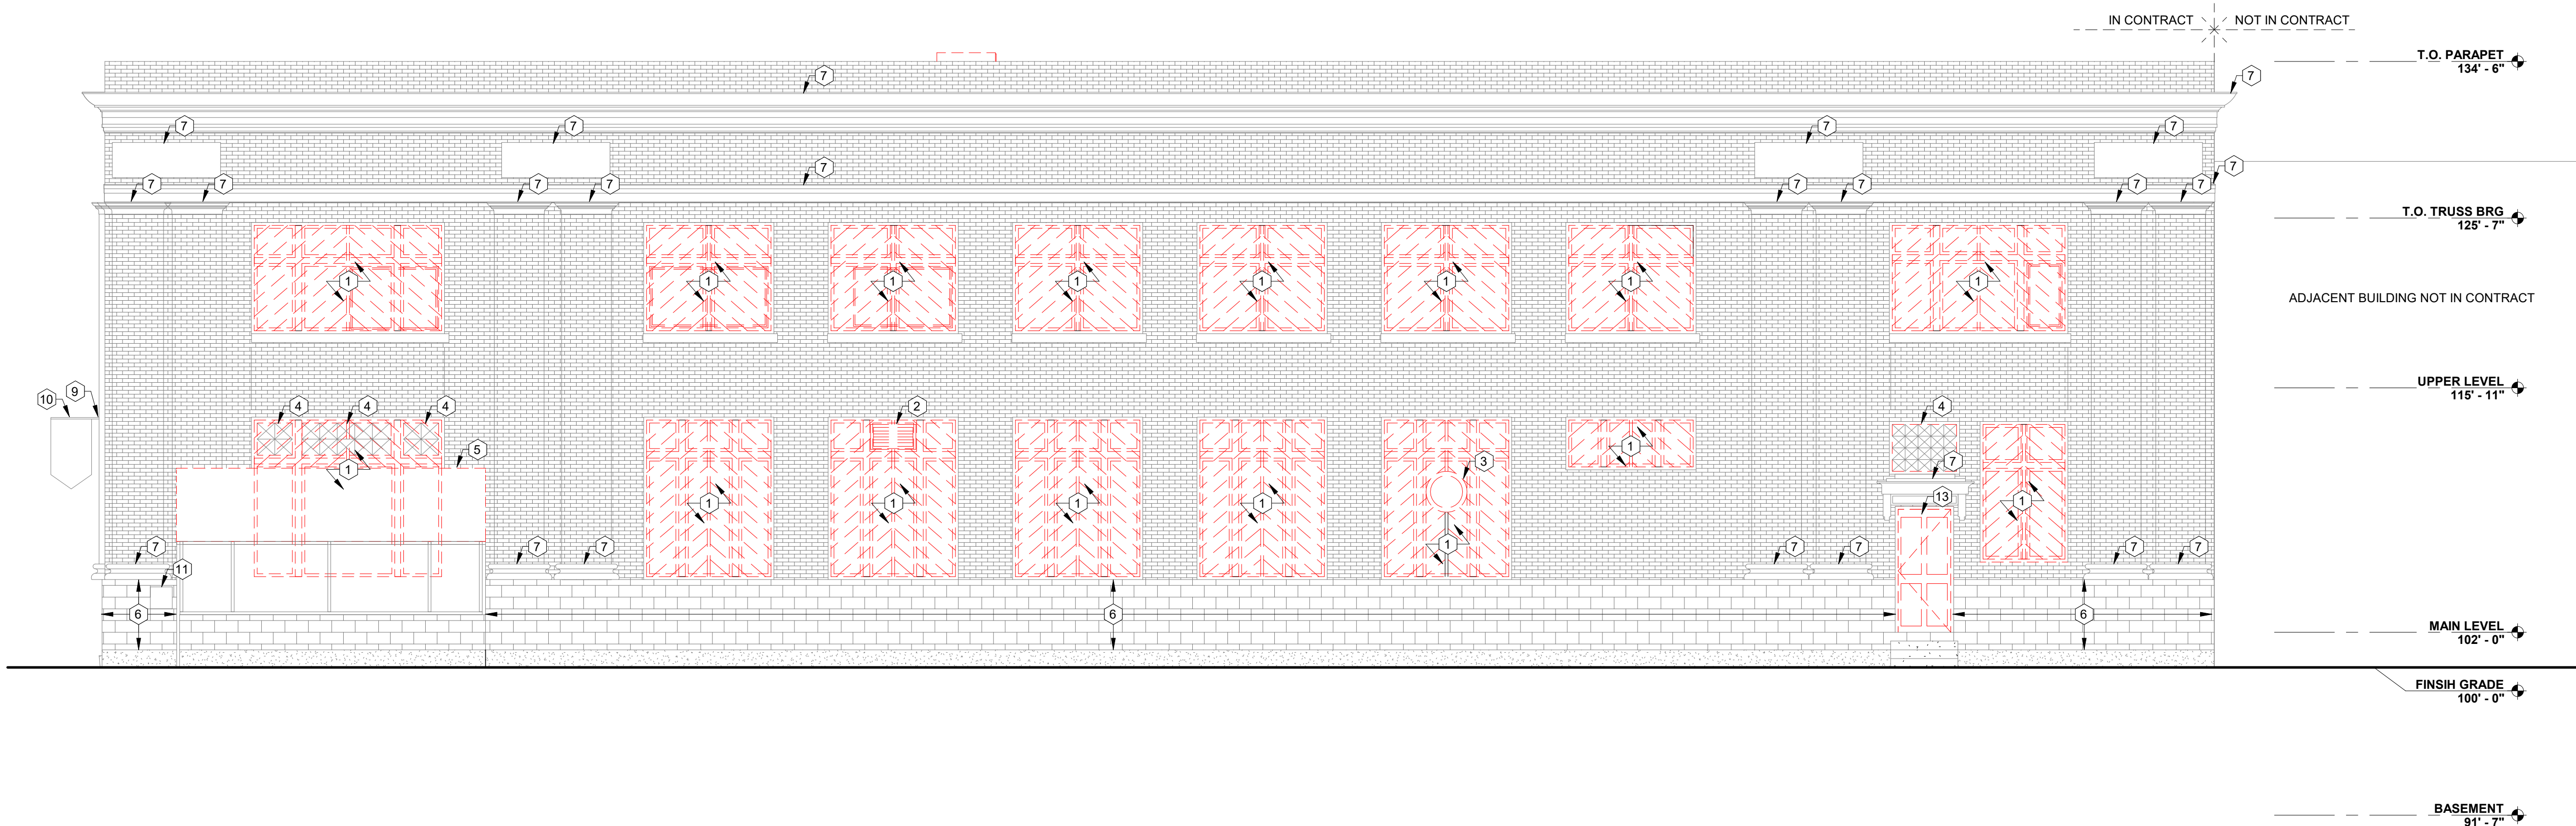 IN CONTRACT NOT IN CONTRACT
T.O. PARAPET
134' - 6"
7 7
7 7 7 7
7 7
7 7 7 7 7 7 7 7
T.O. TRUSS BRG
125' - 7"
1 1 1 1 1 1 1 1
ADJACENT BUILDING NOT IN CONTRACT
UPPER LEVEL
115' - 11"
10 9
4 4 4 2 4
5
1 1 3 7
13
1 1 1 1 1
1
7 7 7 7 7 7 7
11
6 6 6
MAIN LEVEL
102' - 0"
FINSIH GRADE
100' - 0"
BASEMENT
91' - 7"